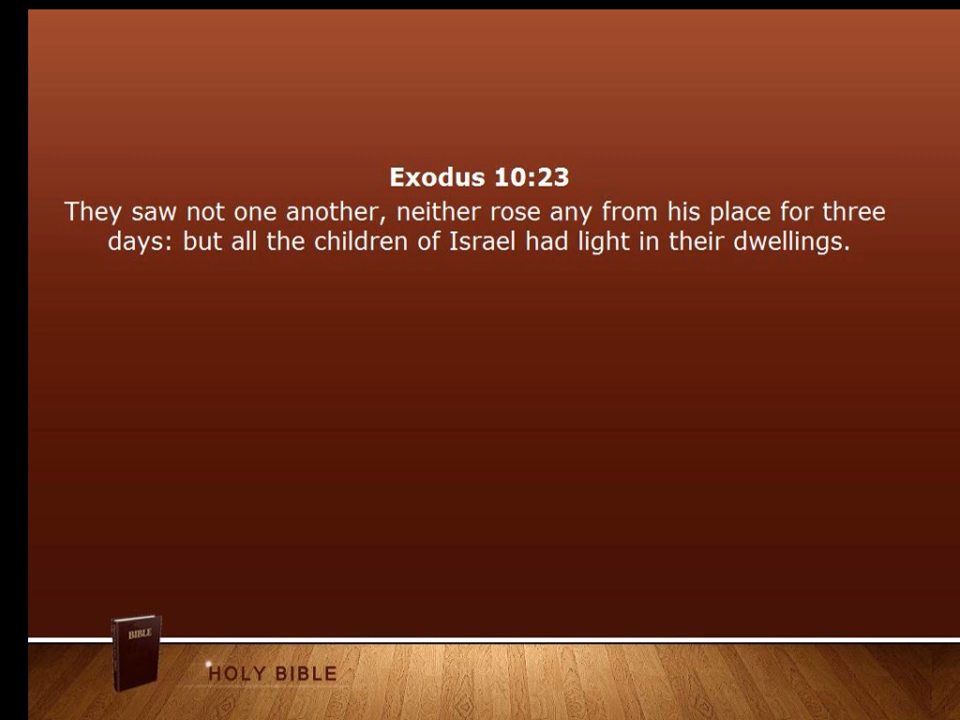 Exodus 10:23
They saw not one another, neither rose any from his place for three
days: but all the children of Israel had light in their dwellings.
BIBLE
HOLY BIBLE